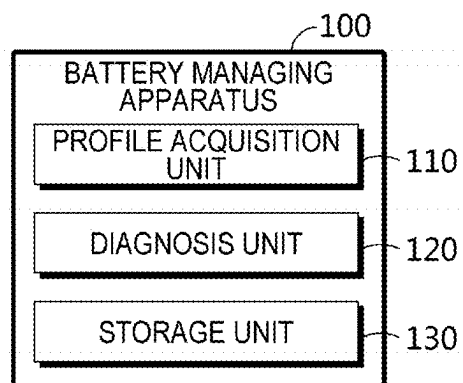 100
BATTERY MANAGING
APPARATUS
PROFILE ACQUISITION
UNIT
110
DIAGNOSIS UNIT
120
STORAGE UNIT
130